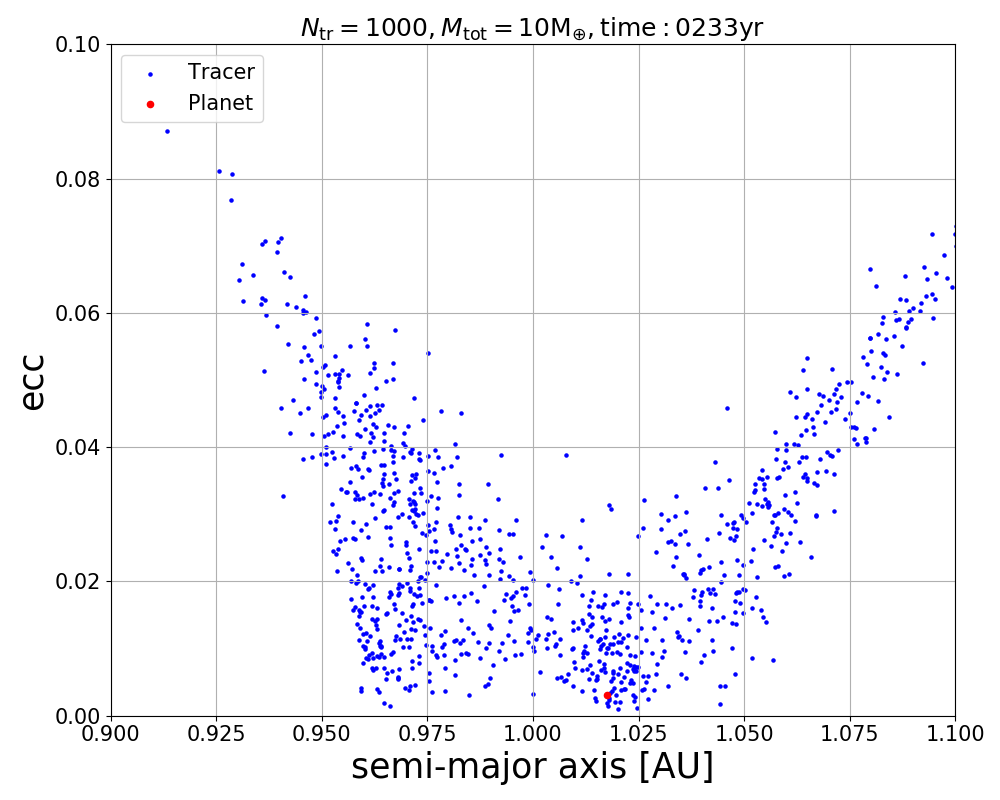 N_tr = 1000, M_tot = 10M_⊕, time : 0233yr
0.10
Tracer
Planet
0.08
0.06
ecc
0.04
0.02
0.00
0.900 0.925 0.950 0.975 1.000 1.025 1.050 1.075 1.100
semi-major axis [AU]